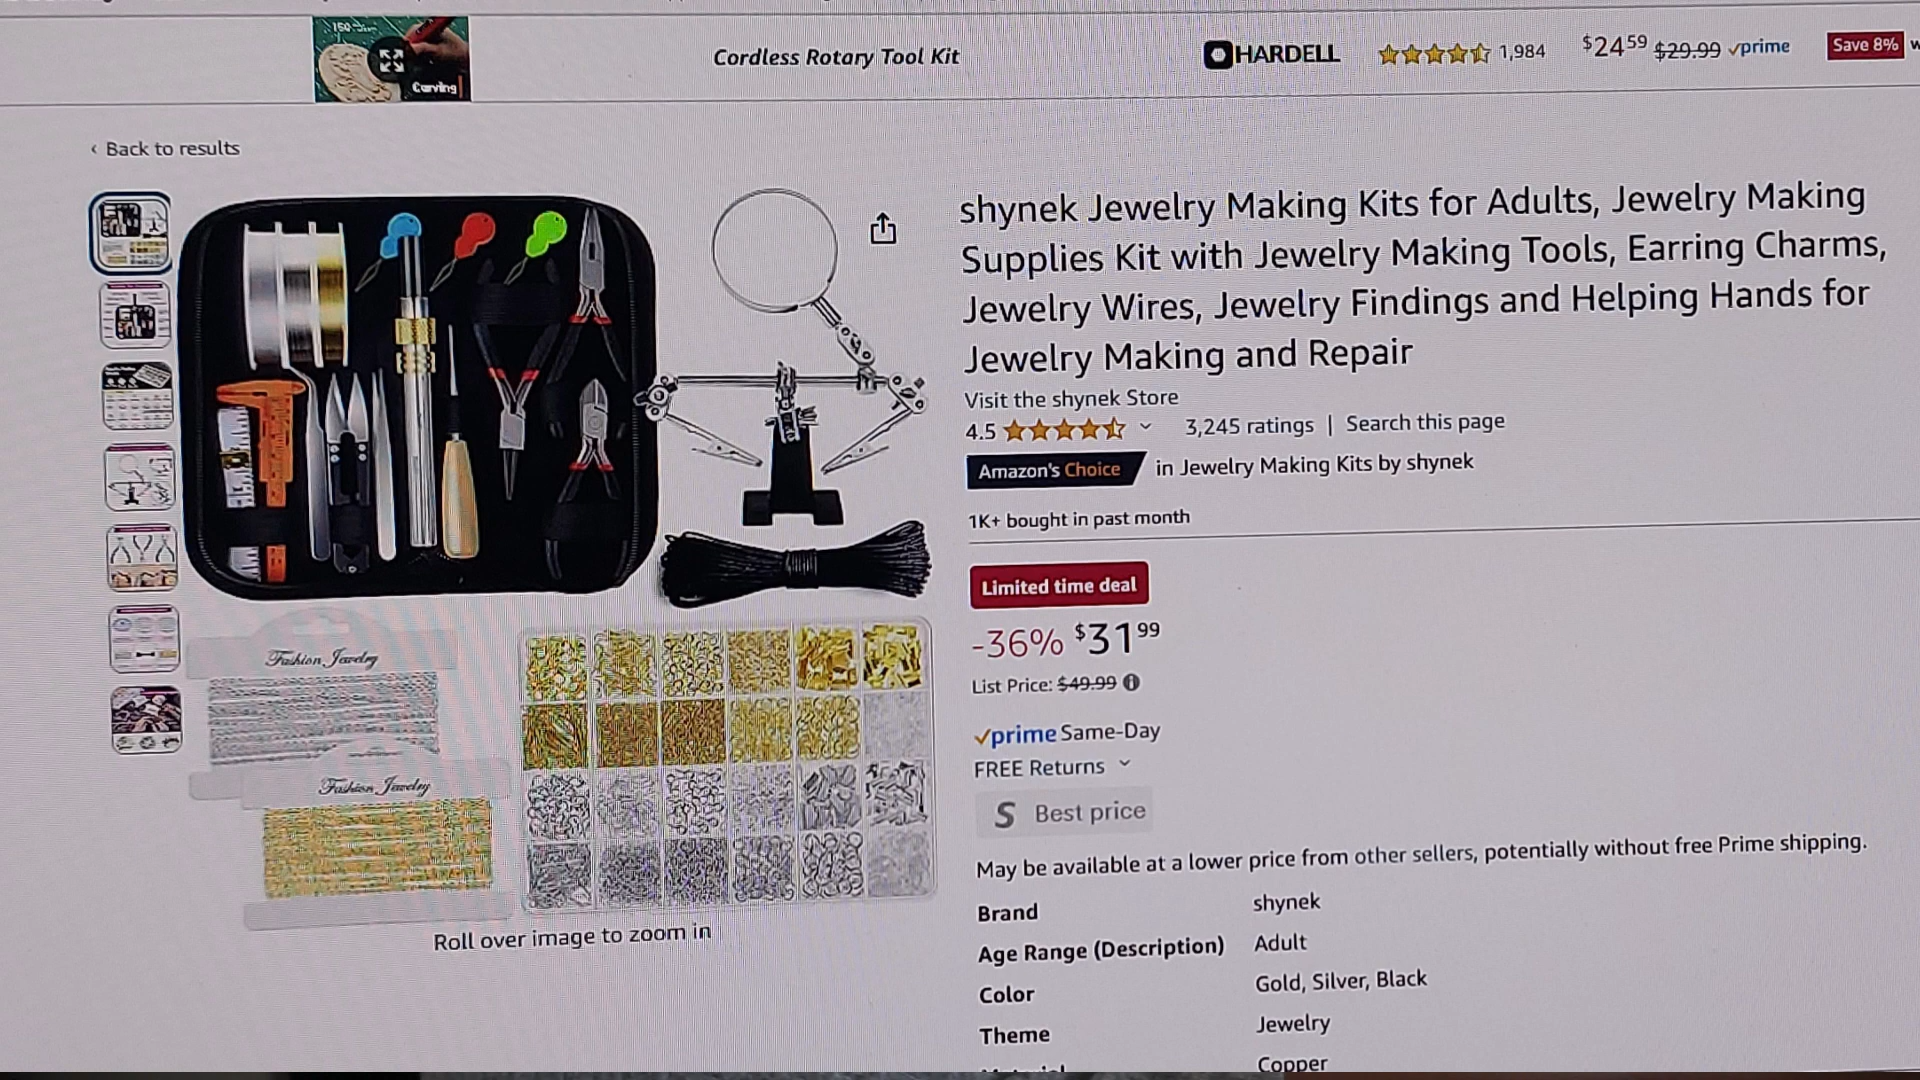 Carving
Cordless Rotary Tool Kit
HARDELL
1,984
$24 59 $29.99 prime
Save 8%
‹ Back to results
shynek Jewelry Making Kits for Adults, Jewelry Making
Supplies Kit with Jewelry Making Tools, Earring Charms,
Jewelry Wires, Jewelry Findings and Helping Hands for
Jewelry Making and Repair
Visit the shynek Store
4.5 3,245 ratings | Search this page
Amazon's Choice in Jewelry Making Kits by shynek
1K+ bought in past month
Limited time deal
-36% $31 99
List Price: $49.99
prime Same-Day
FREE Returns
S Best price
May be available at a lower price from other sellers, potentially without free Prime shipping.
Brand shynek
Age Range (Description) Adult
Color Gold, Silver, Black
Theme Jewelry
Copper
Fashion Jewelry
Fashion Jewelry
Roll over image to zoom in